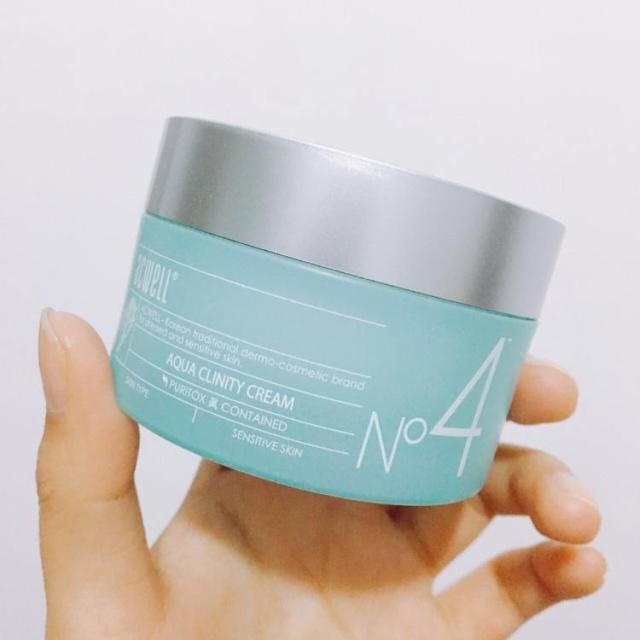 acwell®
ACWELL-Korean traditional dermo-cosmetic brand
for stressed and sensitive skin.
AQUA CLINITY CREAM
PURITOX CONTAINED
SKIN TYPE
SENSITIVE SKIN
No4